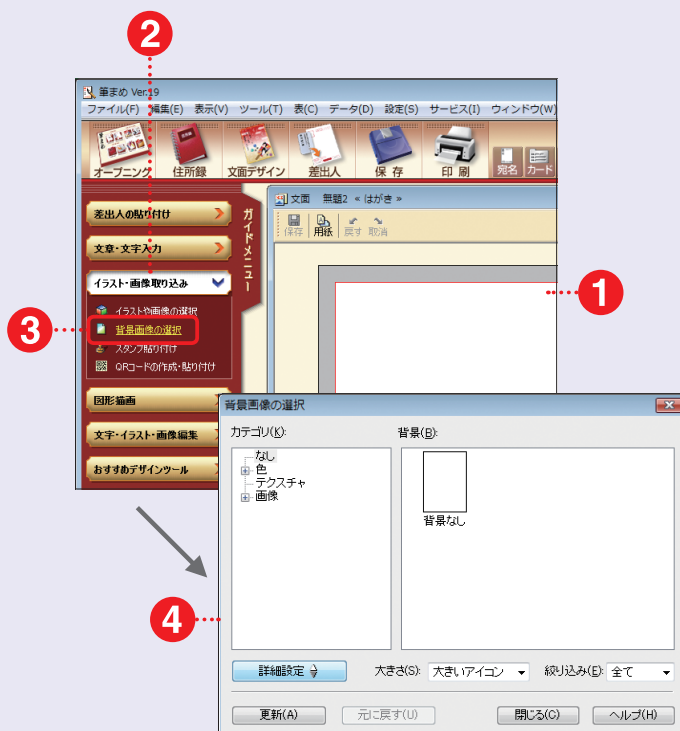 2
筆まめ Ver.19
ファイル(F) 編集(E) 表示(V) ツール(T) 表(C) データ(D) 設定(S) サービス(I) ウィンドウ(W)
オープニング 住所録 文面デザイン 差出人 保存 印刷 宛名 カード
文面 無題2 « はがき »
保存 用紙 戻す 取消
ガイドメニュー
差出人の貼り付け
文章・文字入力
イラスト・画像取り込み
イラストや画像の選択
背景画像の選択
スタンプ貼り付け
QRコードの作成・貼り付け
図形描画
文字・イラスト・画像編集
おすすめデザインツール
1
3
背景画像の選択
カテゴリ(K): 背景(B):
なし
色
テクスチャ
画像
背景なし
4
詳細設定 大きさ(S): 大きいアイコン 絞り込み(E): 全て
更新(A) 元に戻す(U) 閉じる(C) ヘルプ(H)